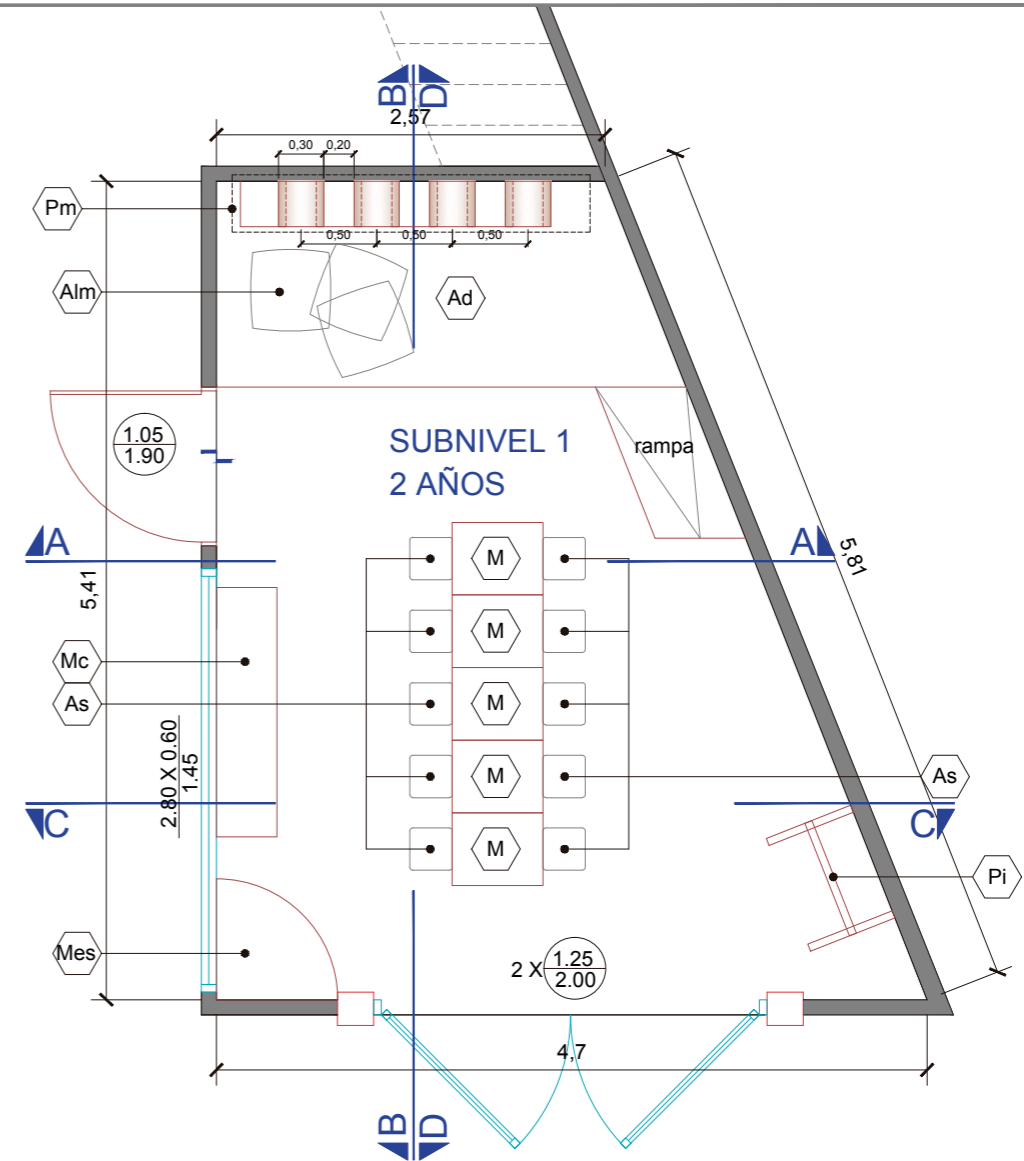 B D
2,57
0,30 0,20
Pm
0,50 0,50 0,50
Alm
Ad
1.05
1.90
SUBNIVEL 1
2 AÑOS
rampa
A
A
M
5,81
5,41
M
Mc
As
M
2.80 X 0.60
1.45
M
As
C
C
M
Pi
Mes
2 X 1.25
2.00
4,7
B D